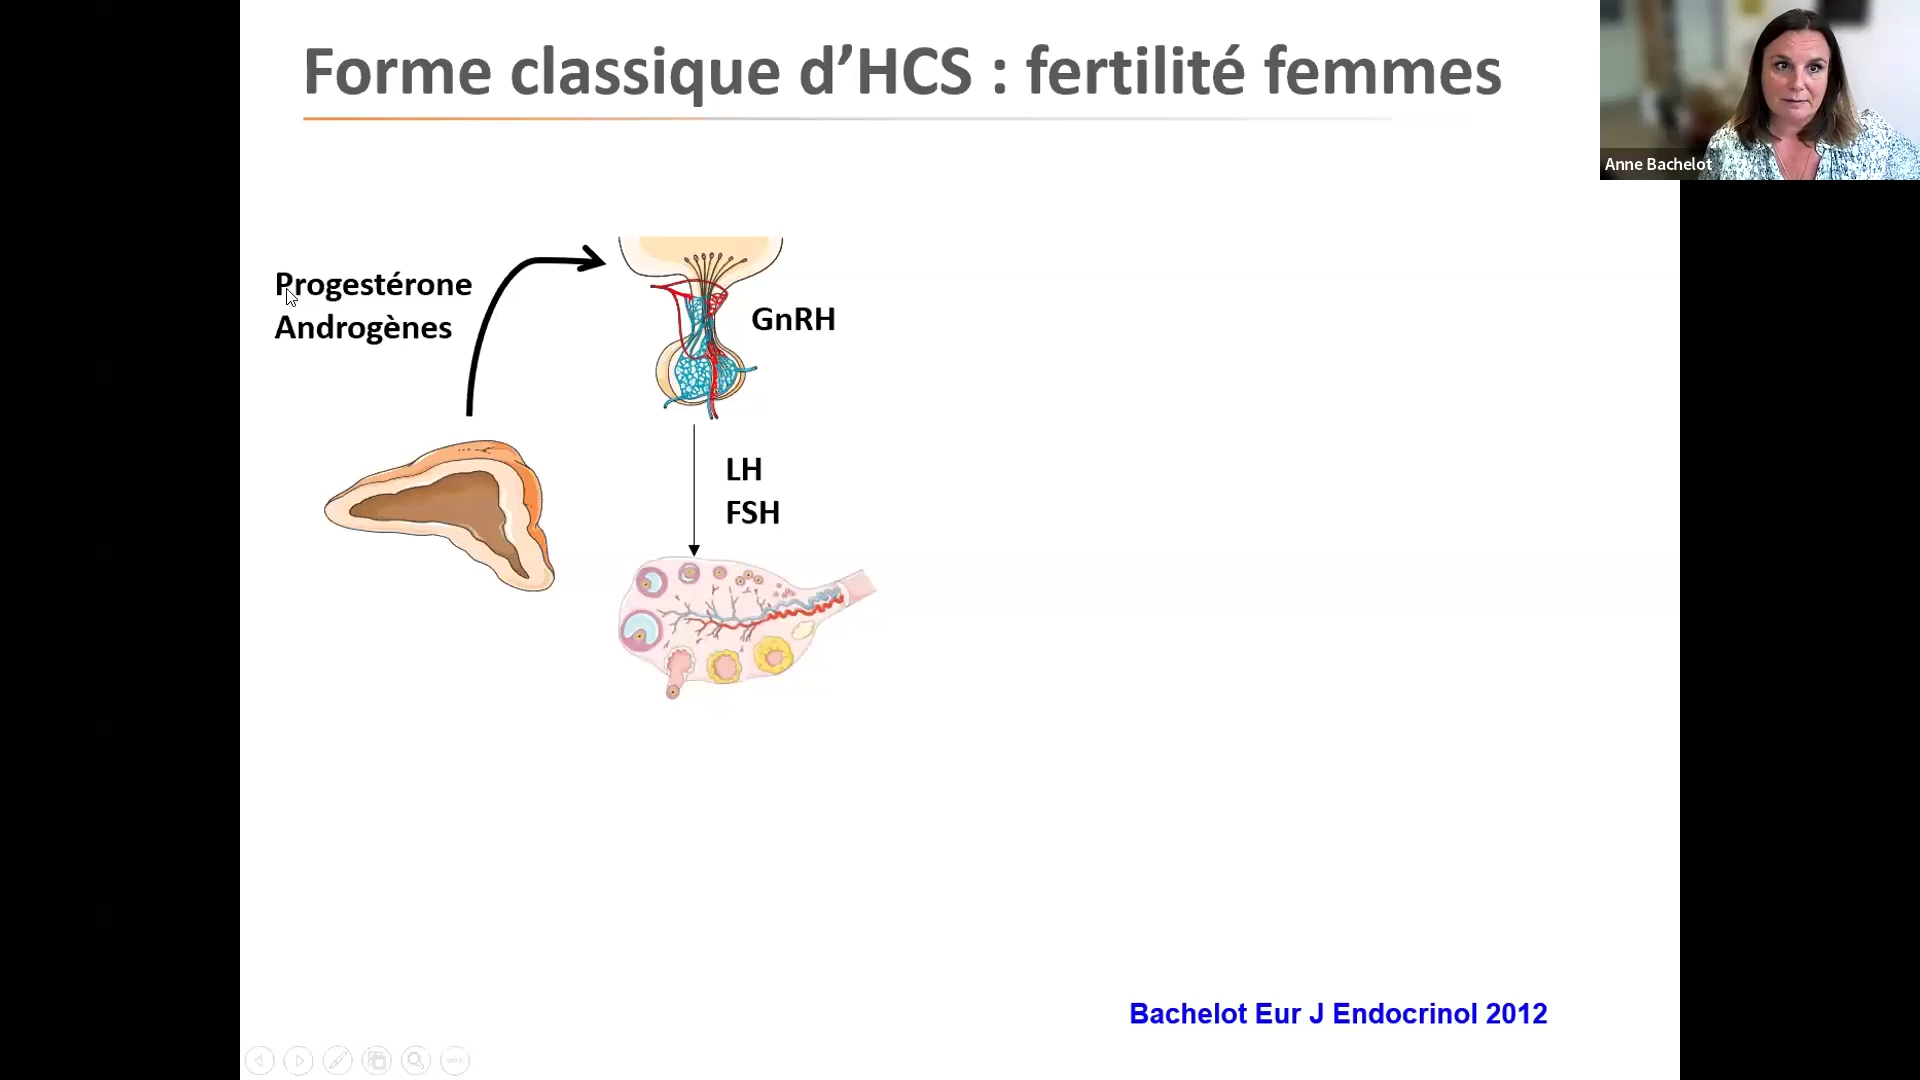 Forme classique d’HCS : fertilité femmes
Anne Bachelot
Progestérone
Androgènes
GnRH
LH
FSH
Bachelot Eur J Endocrinol 2012